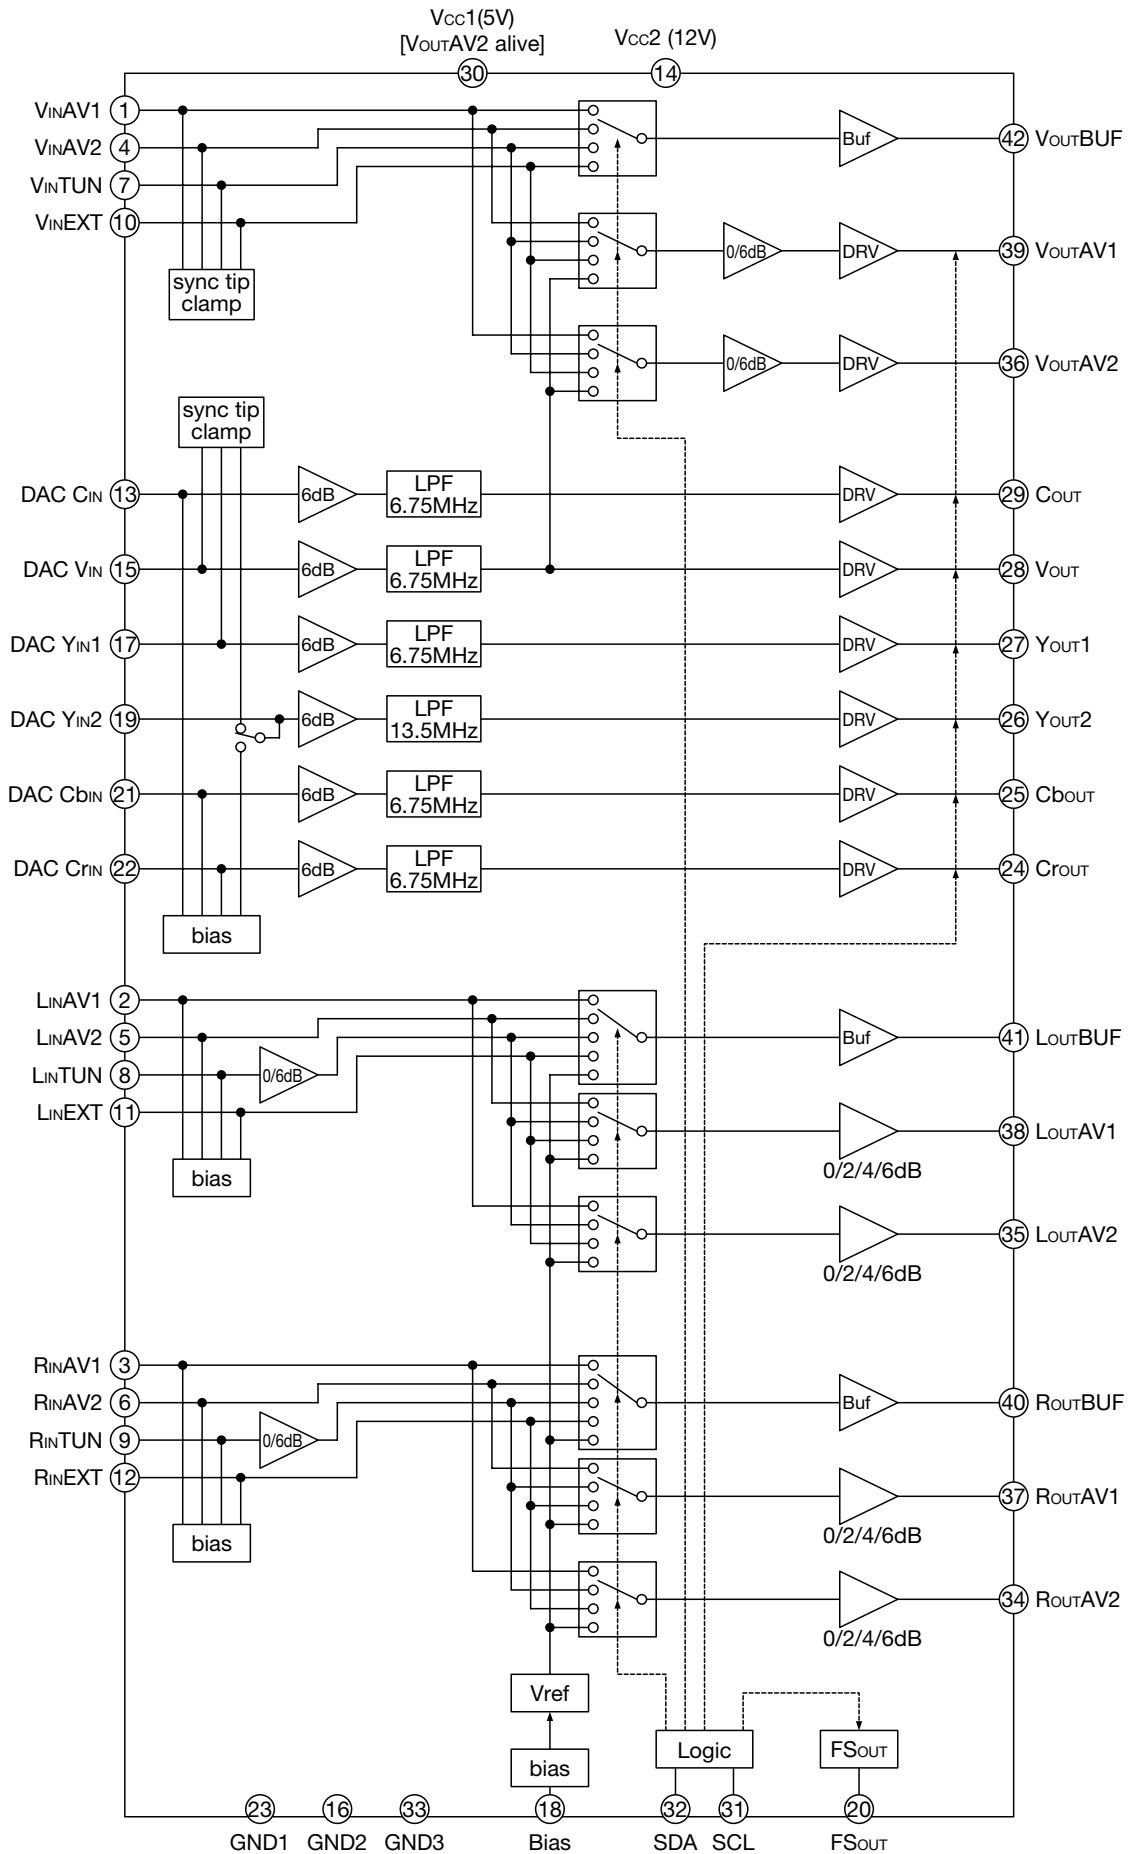 VCC1(5V)
[VOUTAV2 alive]
VCC2 (12V)
30
14
VINAV1 1
VINAV2 4
VINTUN 7
VINEXT 10
sync tip
clamp
Buf
42 VOUTBUF
0/6dB
DRV
39 VOUTAV1
0/6dB
DRV
36 VOUTAV2
sync tip
clamp
DAC CIN 13
6dB
LPF
6.75MHz
DRV
29 COUT
DAC VIN 15
6dB
LPF
6.75MHz
DRV
28 VOUT
DAC YIN1 17
6dB
LPF
6.75MHz
DRV
27 YOUT1
DAC YIN2 19
6dB
LPF
13.5MHz
DRV
26 YOUT2
DAC CbIN 21
6dB
LPF
6.75MHz
DRV
25 CbOUT
DAC CrIN 22
6dB
LPF
6.75MHz
DRV
24 CrOUT
bias
LINAV1 2
LINAV2 5
LINTUN 8
LINEXT 11
0/6dB
bias
Buf
41 LOUTBUF
38 LOUTAV1
0/2/4/6dB
35 LOUTAV2
0/2/4/6dB
RINAV1 3
RINAV2 6
RINTUN 9
RINEXT 12
0/6dB
bias
Buf
40 ROUTBUF
37 ROUTAV1
0/2/4/6dB
34 ROUTAV2
0/2/4/6dB
Vref
bias
Logic
FSOUT
23
16
33
18
32
31
20
GND1
GND2
GND3
Bias
SDA
SCL
FSOUT